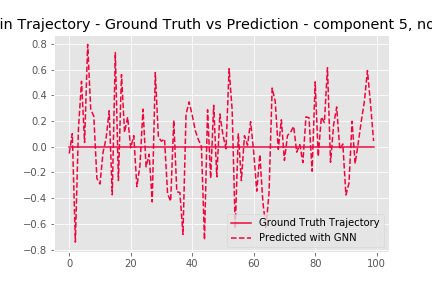 in Trajectory - Ground Truth vs Prediction - component 5, no
0.8
0.6
0.4
0.2
0.0
−0.2
−0.4
−0.6
−0.8
Ground Truth Trajectory
Predicted with GNN
0 20 40 60 80 100